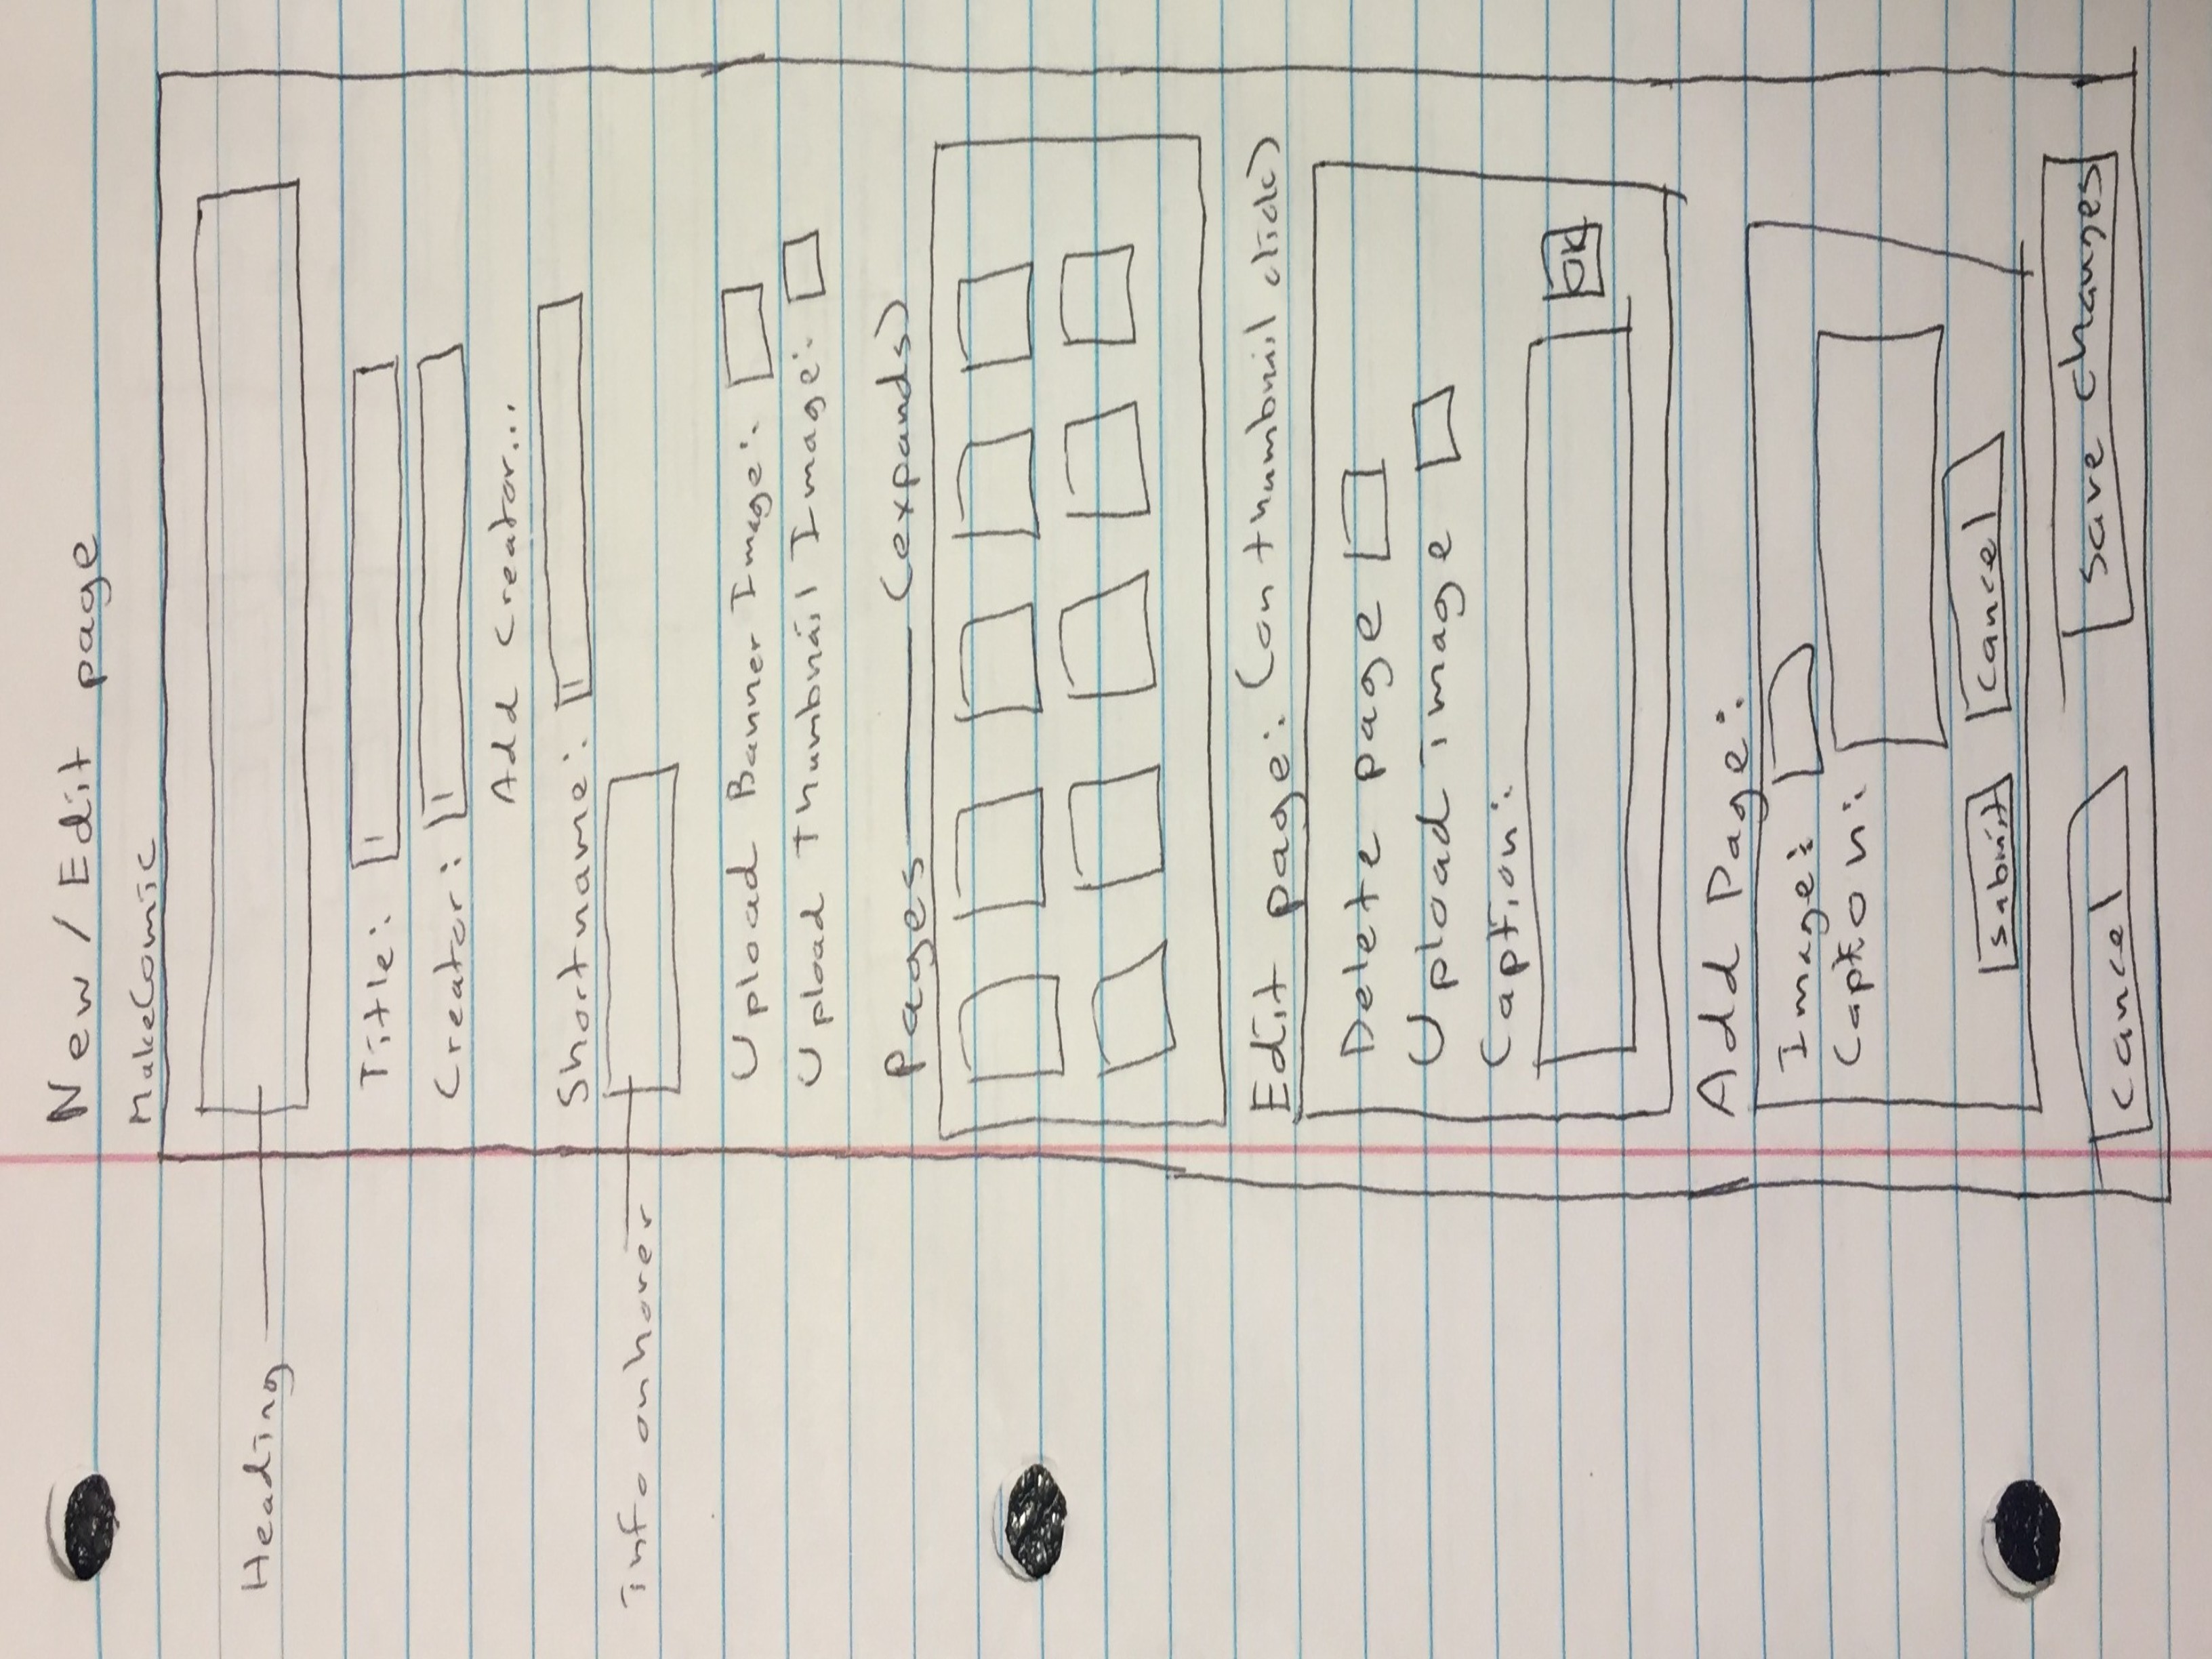 New / Edit page
MakeComic
Heading
Title:
Creator:
Add Creator...
Shortname:
info on hover
Upload Banner Image:
Upload Thumbnail Image:
Pages (expands)
Edit page: (on thumbnail click)
Delete page
Upload image
Caption:
OK
Add Page:
Image:
Caption:
Submit Cancel
Cancel Save Changes